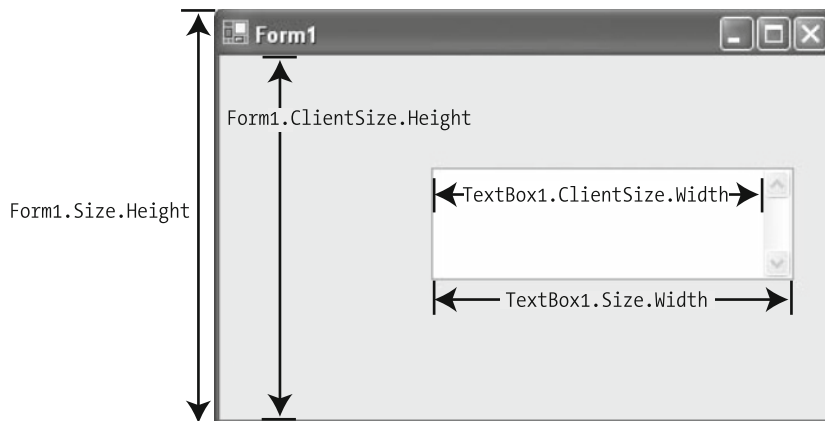 Form1
Form1.ClientSize.Height
TextBox1.ClientSize.Width
Form1.Size.Height
TextBox1.Size.Width